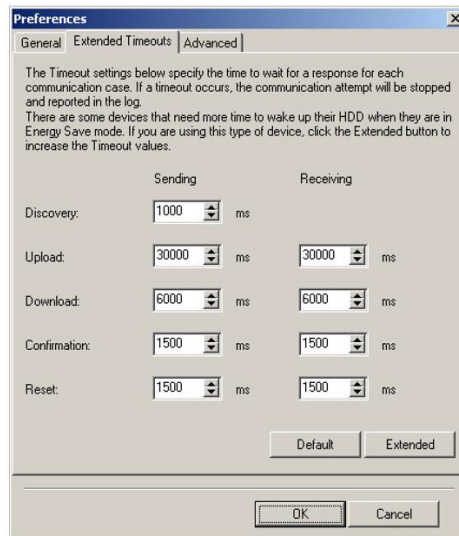 Preferences
General Extended Timeouts Advanced
The Timeout settings below specify the time to wait for a response for each
communication case. If a timeout occurs, the communication attempt will be stopped
and reported in the log.
There are some devices that need more time to wake up their HDD when they are in
Energy Save mode. If you are using this type of device, click the Extended button to
increase the Timeout values.
Sending Receiving
Discovery: 1000 ms
Upload: 30000 ms 30000 ms
Download: 6000 ms 6000 ms
Confirmation: 1500 ms 1500 ms
Reset: 1500 ms 1500 ms
Default Extended
OK Cancel